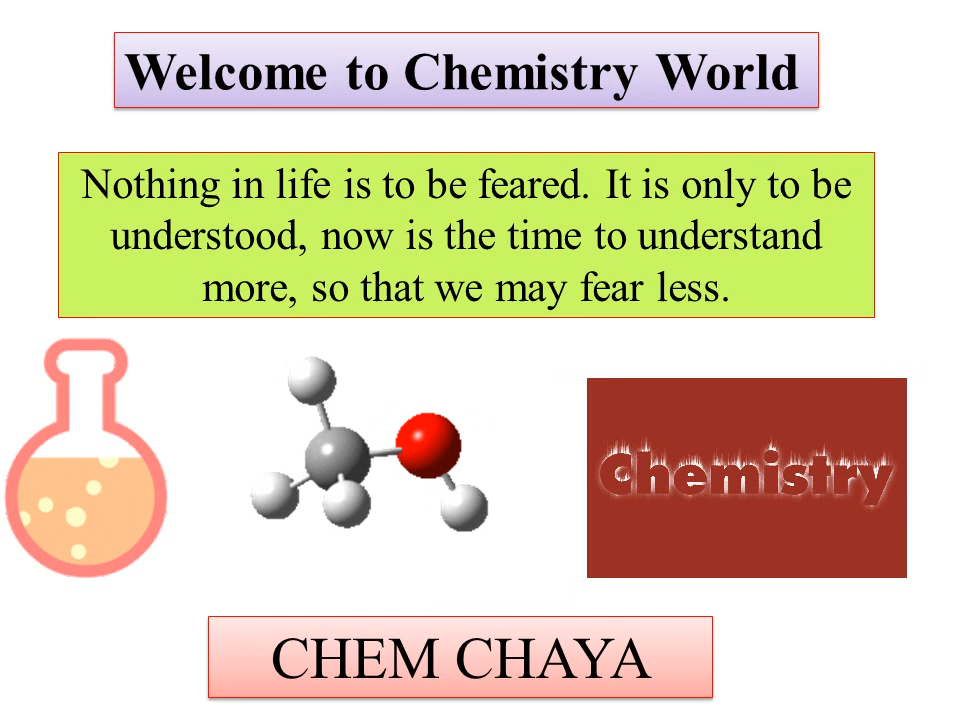 Welcome to Chemistry World
Nothing in life is to be feared. It is only to be
understood, now is the time to understand
more, so that we may fear less.
Chemistry
CHEM CHAYA